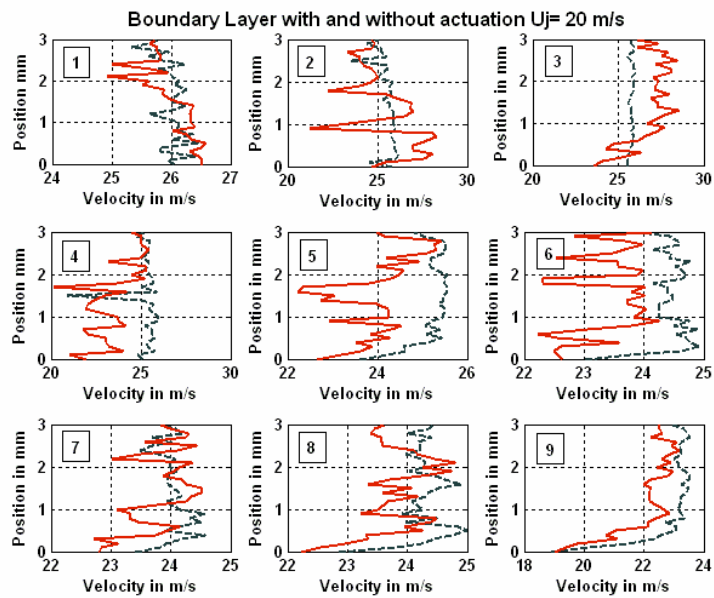 Boundary Layer with and without actuation Uj= 20 m/s
Position mm
3
2
1
0
1
24 25 26 27
Velocity in m/s
Position mm
3
2
1
0
2
20 25 30
Velocity in m/s
Position mm
3
2
1
0
3
20 22 24 26 28 30
Velocity in m/s
Position in mm
3
2
1
0
4
20 25 30
Velocity in m/s
Position in mm
3
2
1
0
5
22 24 26
Velocity in m/s
Position in mm
3
2
1
0
6
22 23 24 25
Velocity in m/s
Position in mm
3
2
1
0
7
22 23 24 25
Velocity in m/s
Position in mm
3
2
1
0
8
22 23 24 25
Velocity in m/s
Position in mm
3
2
1
0
9
18 20 22 24
Velocity in m/s